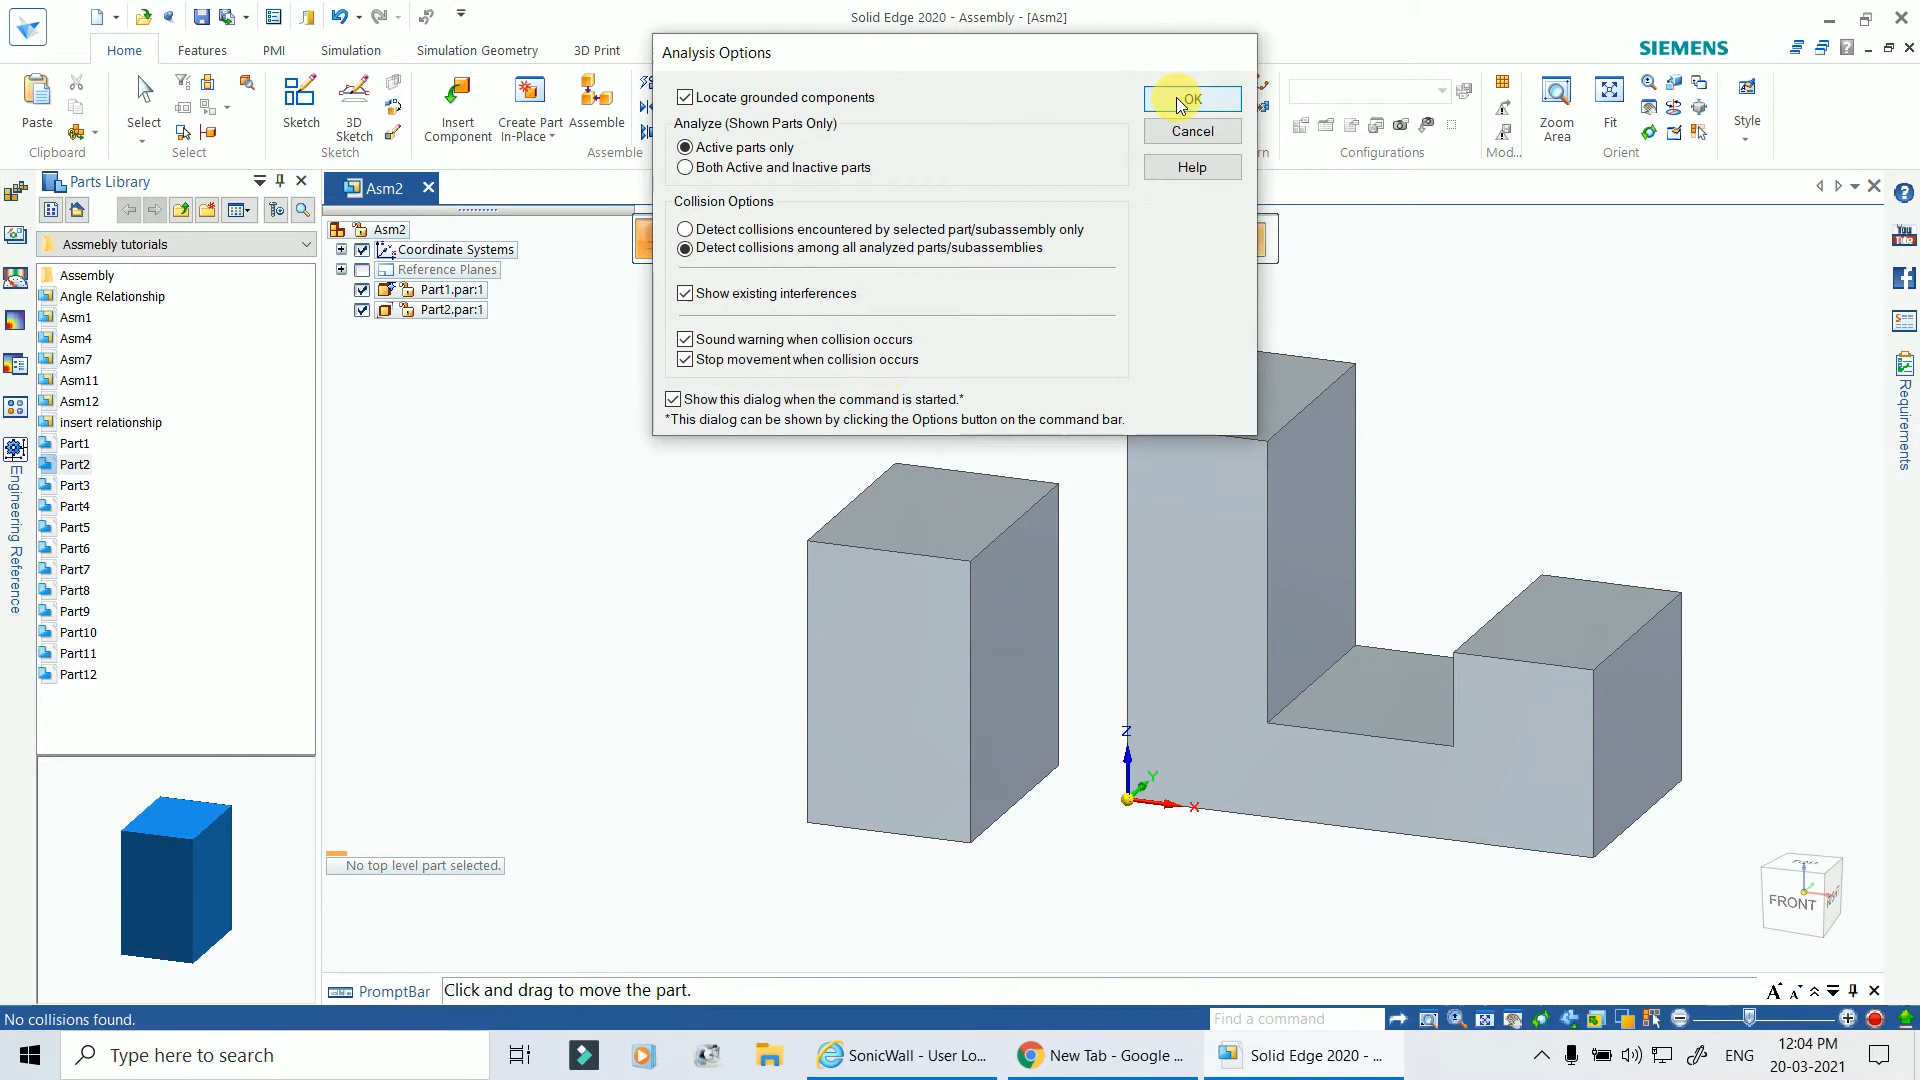 Solid Edge 2020 - Assembly - [Asm2]
Home
Features
PMI
Simulation
Simulation Geometry
3D Print
SIEMENS
Paste
Clipboard
Select
Select
Sketch
3D
Sketch
Sketch
Insert
Component
Create Part
In-Place
Assemble
Assemble
Configurations
Mod...
Zoom
Area
Fit
Orient
Style
Analysis Options
Locate grounded components
Analyze (Shown Parts Only)
Active parts only
Both Active and Inactive parts
Collision Options
Detect collisions encountered by selected part/subassembly only
Detect collisions among all analyzed parts/subassemblies
Show existing interferences
Sound warning when collision occurs
Stop movement when collision occurs
Show this dialog when the command is started.*
*This dialog can be shown by clicking the Options button on the command bar.
OK
Cancel
Help
Parts Library
Assmebly tutorials
Assembly
Angle Relationship
Asm1
Asm4
Asm7
Asm11
Asm12
insert relationship
Part1
Part2
Part3
Part4
Part5
Part6
Part7
Part8
Part9
Part10
Part11
Part12
Engineering Reference
Asm2
Asm2
Coordinate Systems
Reference Planes
Part1.par:1
Part2.par:1
No top level part selected.
Z
Y
X
FRONT
You
Tube
Requirements
PromptBar
Click and drag to move the part.
No collisions found.
Find a command
Type here to search
SonicWall - User Lo...
New Tab - Google ...
Solid Edge 2020 - ...
ENG
12:04 PM
20-03-2021